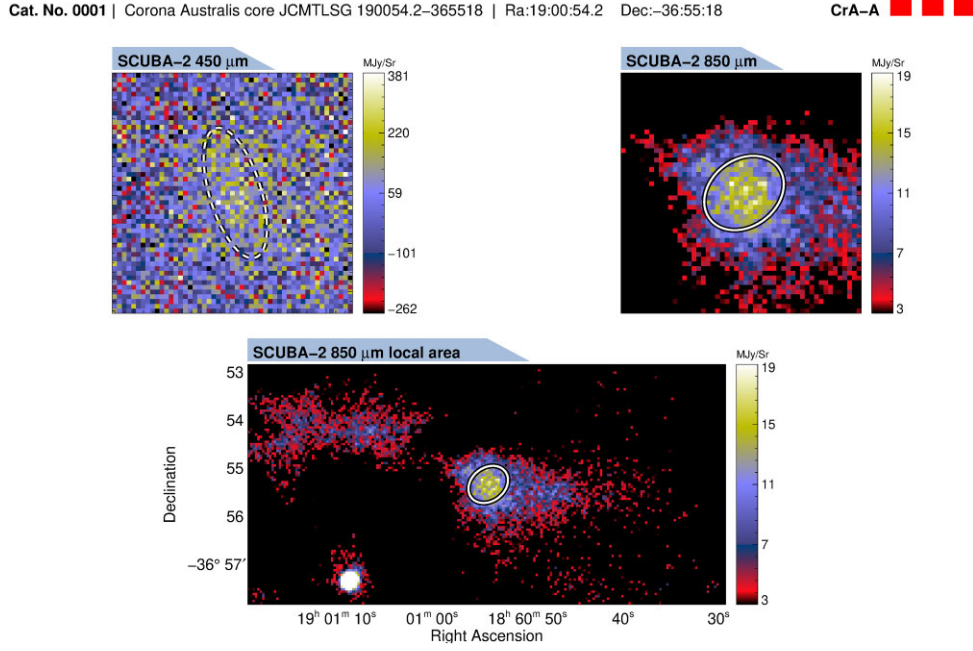 Cat. No. 0001 | Corona Australis core JCMTLSG 190054.2−365518 | Ra:19:00:54.2 Dec:−36:55:18 CrA−A
SCUBA−2 450 μm
MJy/Sr
381
220
59
−101
−262
SCUBA−2 850 μm
MJy/Sr
19
15
11
7
3
SCUBA−2 850 μm local area
MJy/Sr
19
15
11
7
3
Declination
53
54
55
56
−36° 57′
19ʰ 01ᵐ 10ˢ 01ᵐ 00ˢ 18ʰ 60ᵐ 50ˢ 40ˢ 30ˢ
Right Ascension